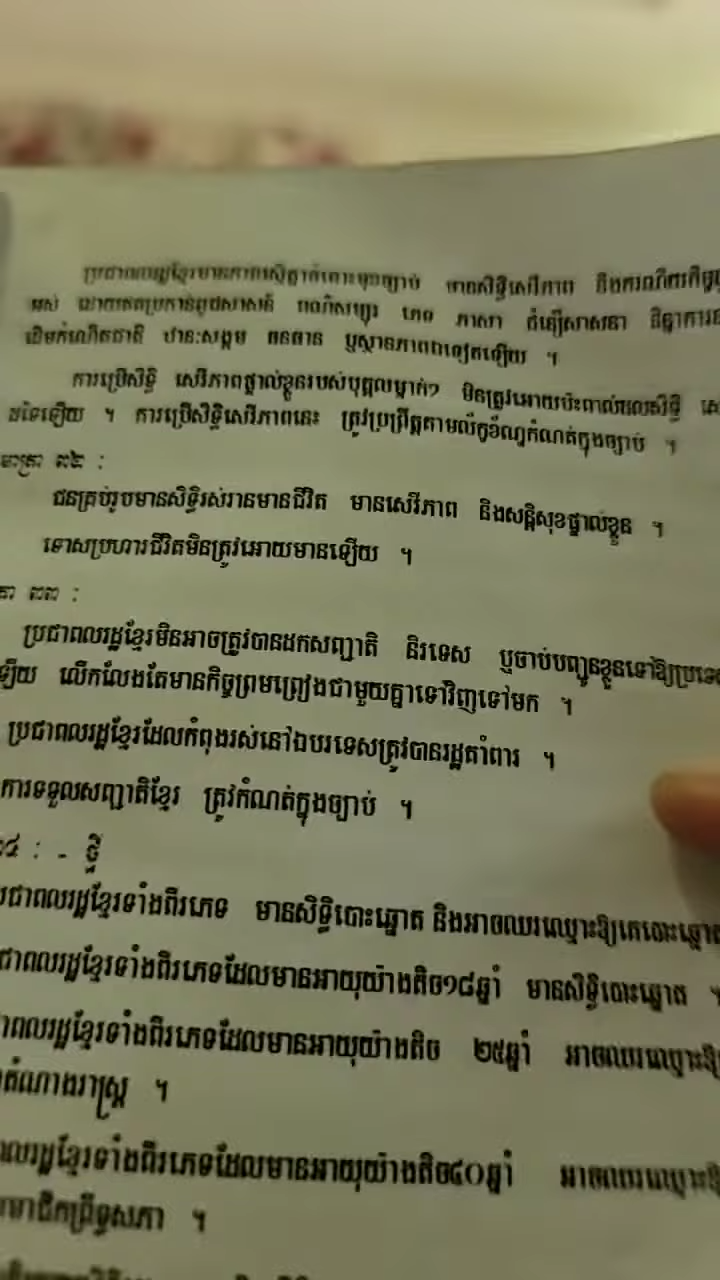 ប្រជាពលរដ្ឋខ្មែរមានភាពស្មើគ្នាចំពោះមុខច្បាប់ មានសិទ្ធិសេរីភាព និងករណីយកិច្ច
ដោយឥតប្រកាន់ពូជសាសន៍ ពណ៌សម្បុរ ភេទ ភាសា ជំនឿសាសនា និន្នាការ
ដើមកំណើតជាតិ ឋានៈសង្គម ធនធាន ឬស្ថានភាពឯទៀតឡើយ ។
ការប្រើសិទ្ធិ សេរីភាពផ្ទាល់ខ្លួនរបស់បុគ្គលម្នាក់ៗ មិនត្រូវអោយប៉ះពាល់ដល់សិទ្ធិ
ដទៃឡើយ ។ ការប្រើសិទ្ធិសេរីភាពនេះ ត្រូវប្រព្រឹត្តតាមល័ក្ខខ័ណ្ឌកំណត់ក្នុងច្បាប់ ។
មាត្រា ៣២ :
ជនគ្រប់រូបមានសិទ្ធិរស់រានមានជីវិត មានសេរីភាព និងសន្តិសុខផ្ទាល់ខ្លួន ។
ទោសប្រហារជីវិតមិនត្រូវអោយមានឡើយ ។
៣៣ :
ប្រជាពលរដ្ឋខ្មែរមិនអាចត្រូវបានដកសញ្ជាតិ និរទេស ឬចាប់បញ្ជូនខ្លួនទៅឱ្យប្រទេស
ឡើយ លើកលែងតែមានកិច្ចព្រមព្រៀងជាមួយគ្នាទៅវិញទៅមក ។
ប្រជាពលរដ្ឋខ្មែរដែលកំពុងរស់នៅឯបរទេសត្រូវបានរដ្ឋគាំពារ ។
ការទទួលសញ្ជាតិខ្មែរ ត្រូវកំណត់ក្នុងច្បាប់ ។
៤ : - ថ្មី
ប្រជាពលរដ្ឋខ្មែរទាំងពីរភេទ មានសិទ្ធិបោះឆ្នោត និងអាចឈរឈ្មោះឱ្យគេបោះឆ្នោត
ជាពលរដ្ឋខ្មែរទាំងពីរភេទដែលមានអាយុយ៉ាងតិច១៨ឆ្នាំ មានសិទ្ធិបោះឆ្នោត ។
ពលរដ្ឋខ្មែរទាំងពីរភេទដែលមានអាយុយ៉ាងតិច ២៥ឆ្នាំ អាចឈរឈ្មោះឱ្យ
តំណាងរាស្ត្រ ។
ពលរដ្ឋខ្មែរទាំងពីរភេទដែលមានអាយុយ៉ាងតិច៤០ឆ្នាំ អាចឈរឈ្មោះឱ្យ
សមាជិកព្រឹទ្ធសភា ។